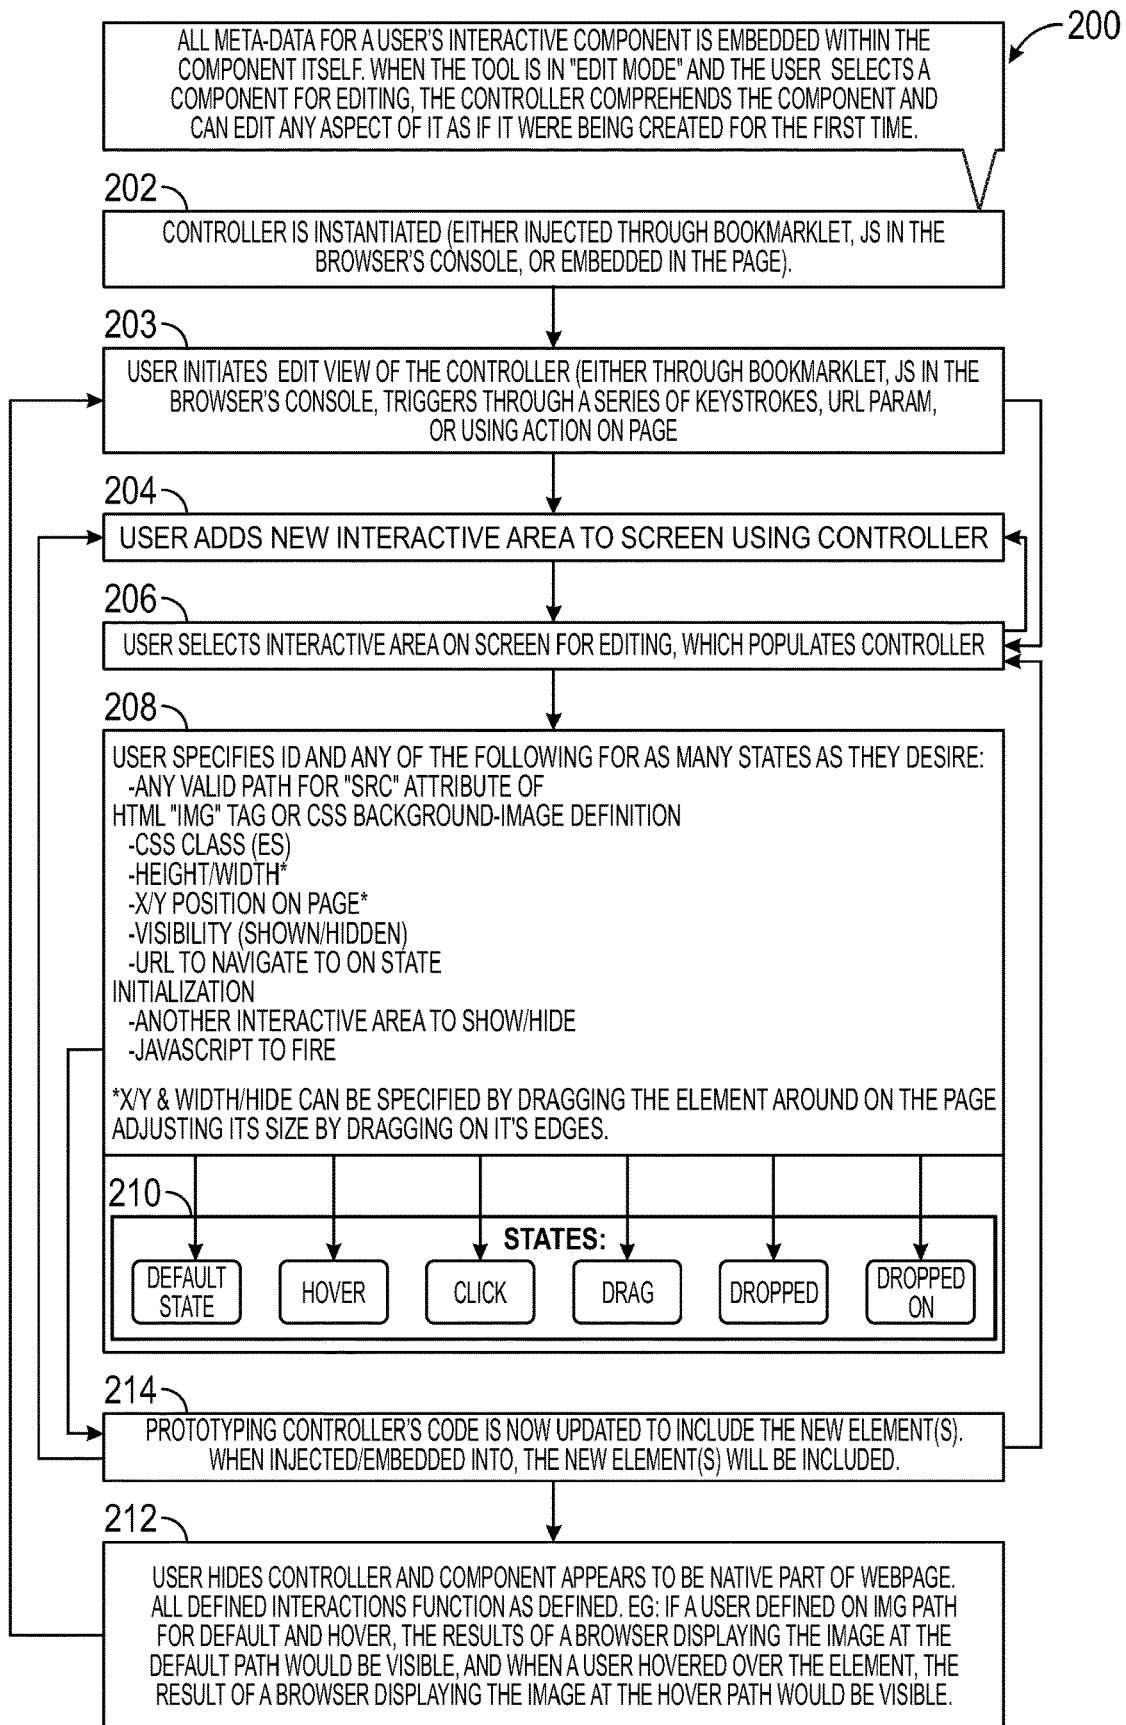 200
ALL META-DATA FOR A USER'S INTERACTIVE COMPONENT IS EMBEDDED WITHIN THE
COMPONENT ITSELF. WHEN THE TOOL IS IN "EDIT MODE" AND THE USER SELECTS A
COMPONENT FOR EDITING, THE CONTROLLER COMPREHENDS THE COMPONENT AND
CAN EDIT ANY ASPECT OF IT AS IF IT WERE BEING CREATED FOR THE FIRST TIME.
202
CONTROLLER IS INSTANTIATED (EITHER INJECTED THROUGH BOOKMARKLET, JS IN THE
BROWSER'S CONSOLE, OR EMBEDDED IN THE PAGE).
203
USER INITIATES EDIT VIEW OF THE CONTROLLER (EITHER THROUGH BOOKMARKLET, JS IN THE
BROWSER'S CONSOLE, TRIGGERS THROUGH A SERIES OF KEYSTROKES, URL PARAM,
OR USING ACTION ON PAGE
204
USER ADDS NEW INTERACTIVE AREA TO SCREEN USING CONTROLLER
206
USER SELECTS INTERACTIVE AREA ON SCREEN FOR EDITING, WHICH POPULATES CONTROLLER
208
USER SPECIFIES ID AND ANY OF THE FOLLOWING FOR AS MANY STATES AS THEY DESIRE:
-ANY VALID PATH FOR "SRC" ATTRIBUTE OF
HTML "IMG" TAG OR CSS BACKGROUND-IMAGE DEFINITION
-CSS CLASS (ES)
-HEIGHT/WIDTH*
-X/Y POSITION ON PAGE*
-VISIBILITY (SHOWN/HIDDEN)
-URL TO NAVIGATE TO ON STATE
INITIALIZATION
-ANOTHER INTERACTIVE AREA TO SHOW/HIDE
-JAVASCRIPT TO FIRE
*X/Y & WIDTH/HIDE CAN BE SPECIFIED BY DRAGGING THE ELEMENT AROUND ON THE PAGE
ADJUSTING ITS SIZE BY DRAGGING ON IT'S EDGES.
210
STATES:
DEFAULT
STATE
HOVER
CLICK
DRAG
DROPPED
DROPPED
ON
214
PROTOTYPING CONTROLLER'S CODE IS NOW UPDATED TO INCLUDE THE NEW ELEMENT(S).
WHEN INJECTED/EMBEDDED INTO, THE NEW ELEMENT(S) WILL BE INCLUDED.
212
USER HIDES CONTROLLER AND COMPONENT APPEARS TO BE NATIVE PART OF WEBPAGE.
ALL DEFINED INTERACTIONS FUNCTION AS DEFINED. EG: IF A USER DEFINED ON IMG PATH
FOR DEFAULT AND HOVER, THE RESULTS OF A BROWSER DISPLAYING THE IMAGE AT THE
DEFAULT PATH WOULD BE VISIBLE, AND WHEN A USER HOVERED OVER THE ELEMENT, THE
RESULT OF A BROWSER DISPLAYING THE IMAGE AT THE HOVER PATH WOULD BE VISIBLE.